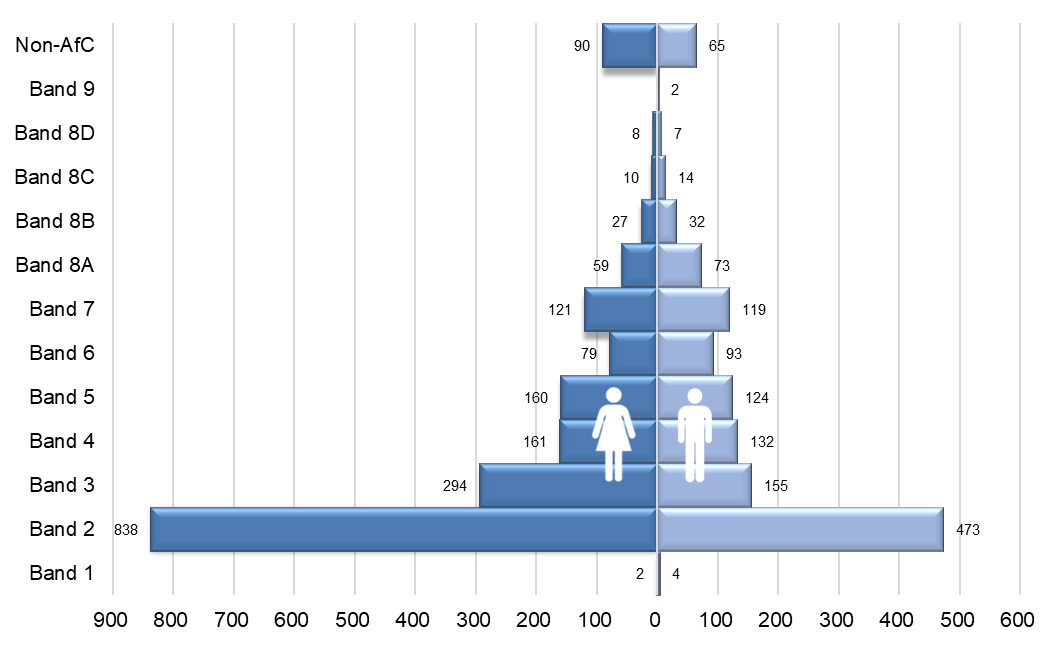 Non-AfC 90 65
Band 9 2
Band 8D 8 7
Band 8C 10 14
Band 8B 27 32
Band 8A 59 73
Band 7 121 119
Band 6 79 93
Band 5 160 124
Band 4 161 132
Band 3 294 155
Band 2 838 473
Band 1 2 4
900 800 700 600 500 400 300 200 100 0 100 200 300 400 500 600